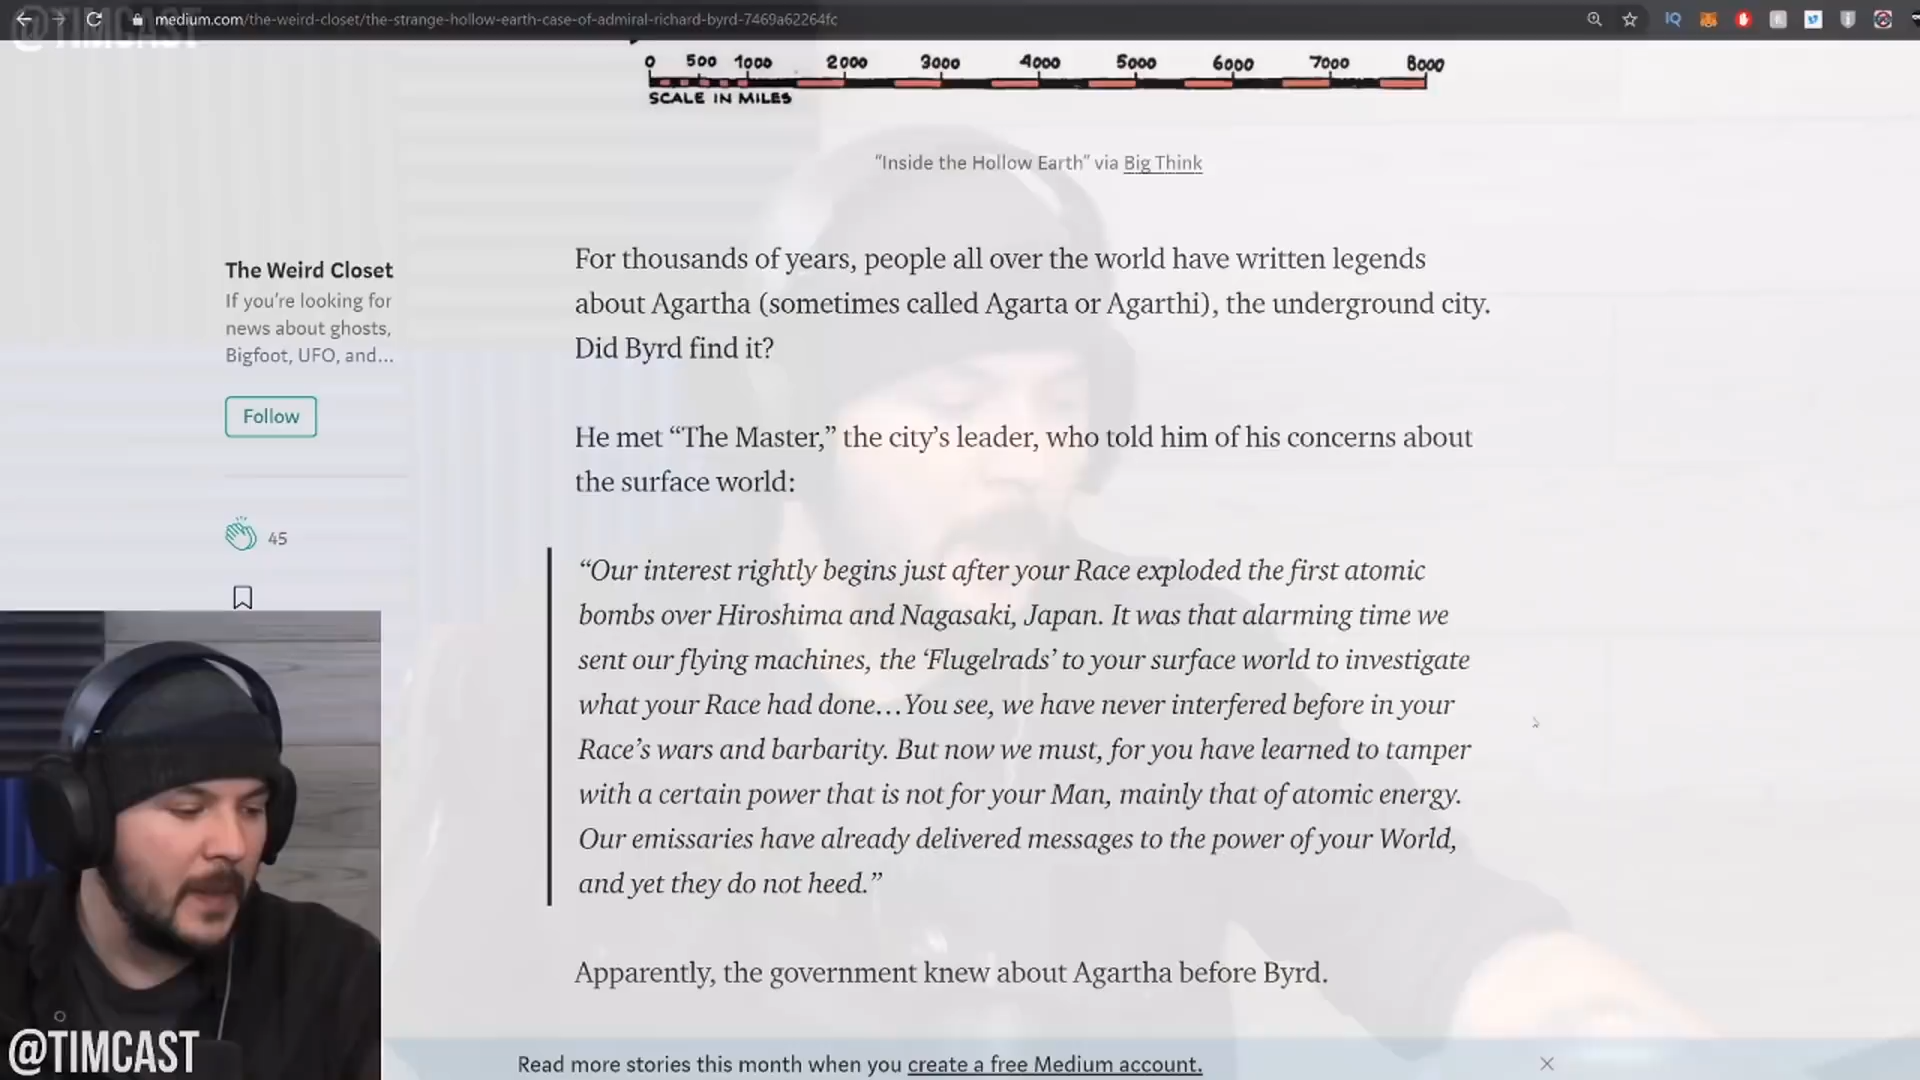 @TIMCAST
medium.com/the-weird-closet/the-strange-hollow-earth-case-of-admiral-richard-byrd-7469a62264fc
IQ
0 500 1000 2000 3000 4000 5000 6000 7000 8000
SCALE IN MILES
“Inside the Hollow Earth” via Big Think
The Weird Closet
If you’re looking for
news about ghosts,
Bigfoot, UFO, and...
Follow
45
For thousands of years, people all over the world have written legends
about Agartha (sometimes called Agarta or Agarthi), the underground city.
Did Byrd find it?
He met “The Master,” the city’s leader, who told him of his concerns about
the surface world:
“Our interest rightly begins just after your Race exploded the first atomic
bombs over Hiroshima and Nagasaki, Japan. It was that alarming time we
sent our flying machines, the ‘Flugelrads’ to your surface world to investigate
what your Race had done…You see, we have never interfered before in your
Race’s wars and barbarity. But now we must, for you have learned to tamper
with a certain power that is not for your Man, mainly that of atomic energy.
Our emissaries have already delivered messages to the power of your World,
and yet they do not heed.”
Apparently, the government knew about Agartha before Byrd.
@TIMCAST
Read more stories this month when you create a free Medium account.